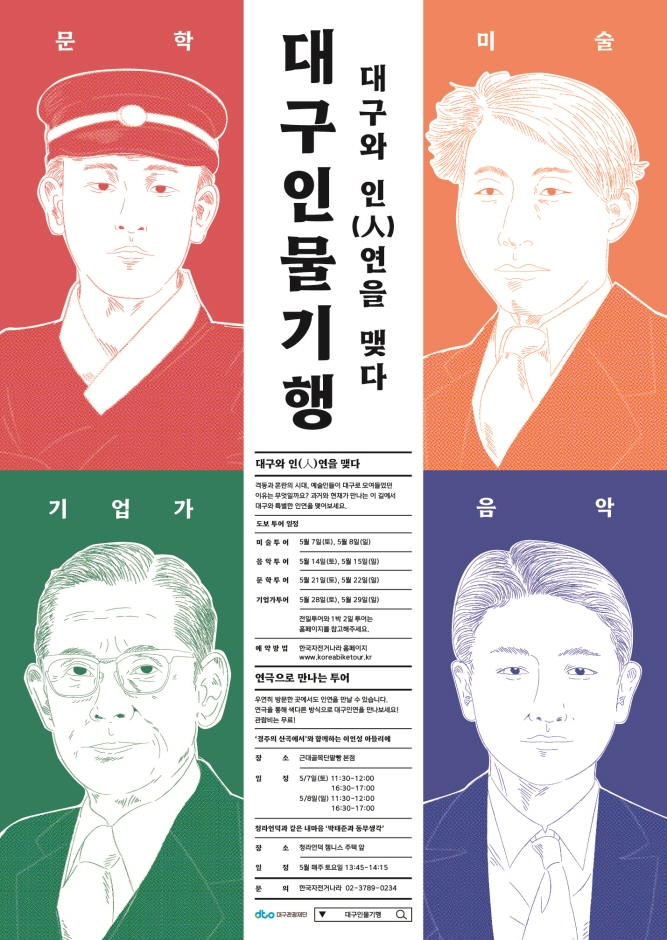 문학
미술
대구인물기행
대구와 인(人)연을 맺다
기업가
음악
대구와 인(人)연을 맺다
격동과 혼란의 시대, 예술인들이 대구로 모여들었던
이유는 무엇일까요? 과거와 현재가 만나는 이 길에서
대구와 특별한 인연을 맺어보세요.
도보 투어 일정
미술투어 5월 7일(토), 5월 8일(일)
음악투어 5월 14일(토), 5월 15일(일)
문학투어 5월 21일(토), 5월 22일(일)
기업가투어 5월 28일(토), 5월 29일(일)
전일투어와 1박 2일 투어는
홈페이지를 참고해주세요.
예약방법 한국자전거나라 홈페이지
www.koreabiketour.kr
연극으로 만나는 투어
우연히 방문한 곳에서도 인연을 만날 수 있습니다.
연극을 통해 색다른 방식으로 대구인연을 만나보세요!
관람비는 무료!
'경주의 산곡에서'와 함께하는 이인성 아뜰리에
장소 근대골목단팥빵 본점
일정 5/7일(토) 11:30-12:00
16:30-17:00
5/8일(일) 11:30-12:00
16:30-17:00
청라언덕과 같은 내마음 '박태준과 동무생각'
장소 청라언덕 챔니스 주택 앞
일정 5월 매주 토요일 13:45-14:15
문의 한국자전거나라 02-3789-0234
dto 대구관광재단
▼ 대구인물기행